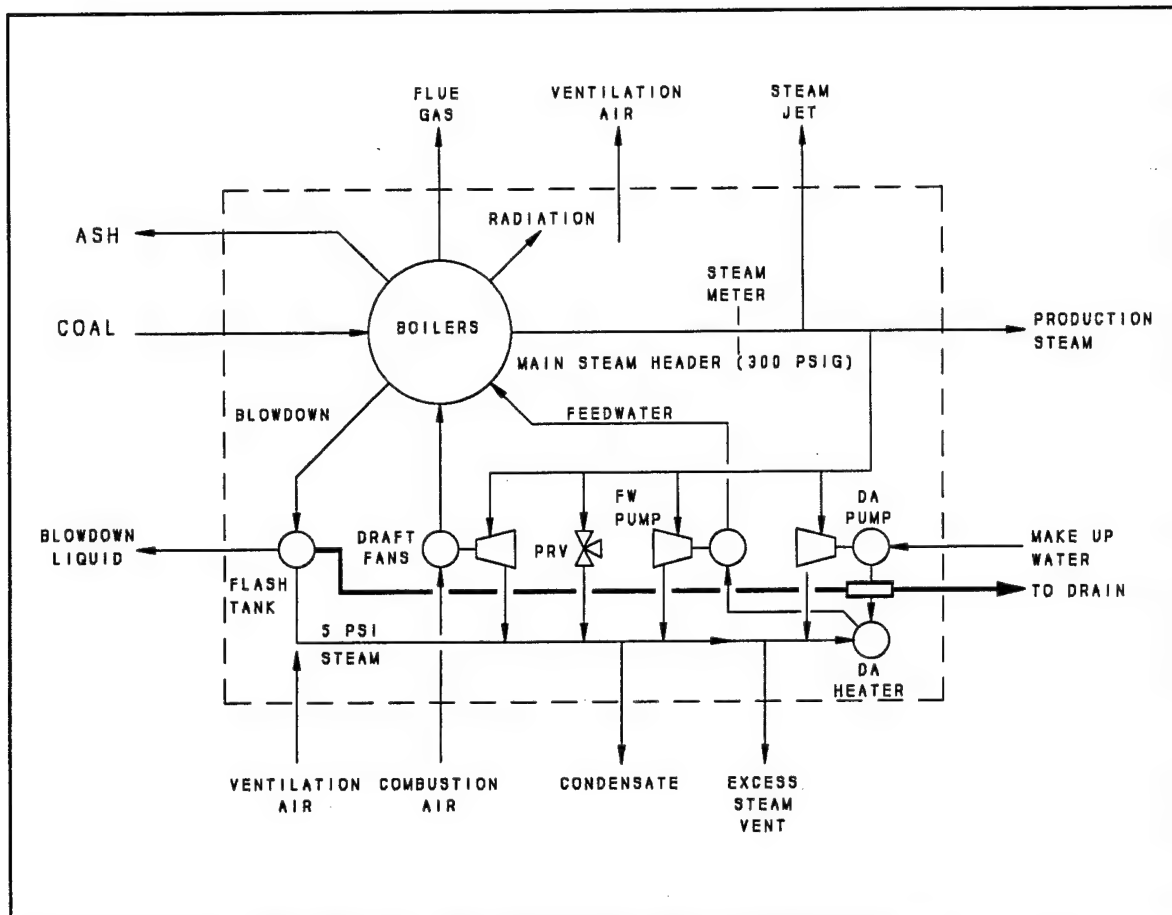 FLUE
GAS
VENTILATION
AIR
STEAM
JET
ASH
RADIATION
STEAM
METER
COAL
BOILERS
PRODUCTION
STEAM
MAIN STEAM HEADER (300 PSIG)
BLOWDOWN
FEEDWATER
FW
PUMP
DA
PUMP
BLOWDOWN
LIQUID
DRAFT
FANS
PRV
MAKE UP
WATER
FLASH
TANK
TO DRAIN
5 PSI
STEAM
DA
HEATER
VENTILATION
AIR
COMBUSTION
AIR
CONDENSATE
EXCESS
STEAM
VENT